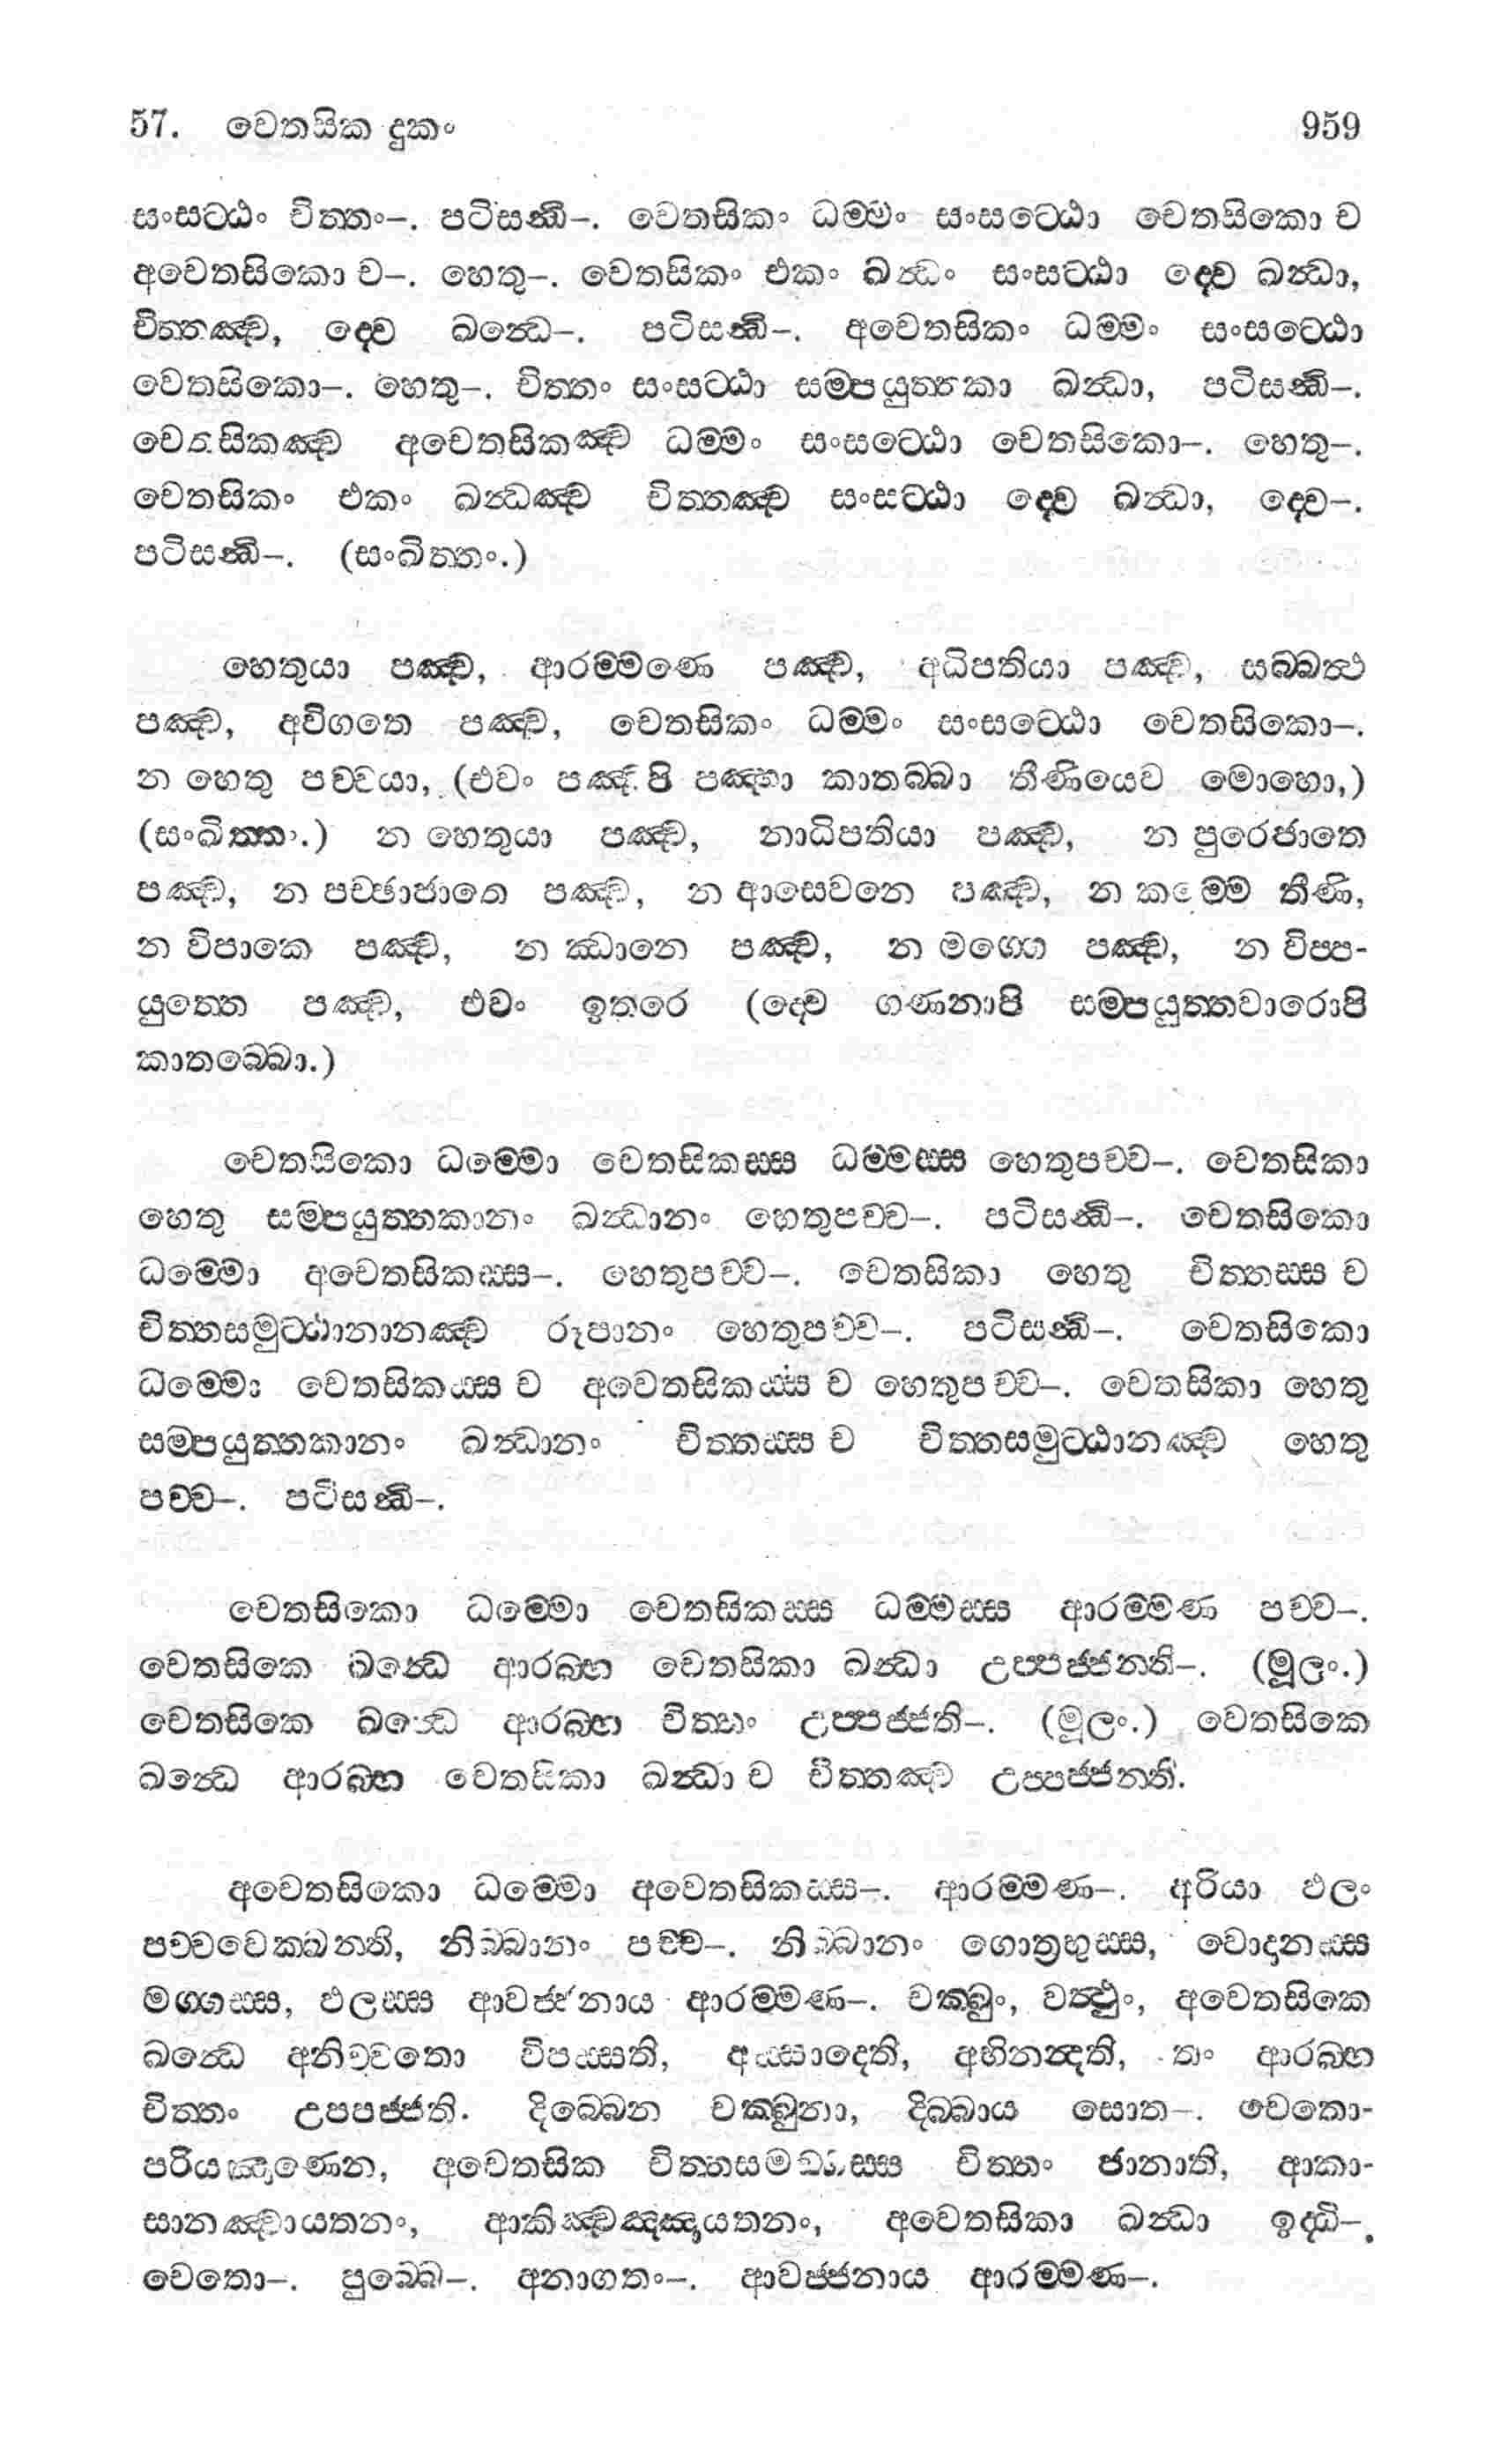 57. චෙතසික දුකං 959
සංසට්ඨං චිත්තං–. පටිසන්ධි–. චෙතසිකං ධම්මං සංසට්ඨො චෙතසිකො ච
අචෙතසිකො ච–. හෙතු–. චෙතසිකං එකං ඛන්ධං සංසට්ඨා ද්වෙ ඛන්ධා,
චිත්තඤ්ච, ද්වෙ ඛන්ධෙ–. පටිසන්ධි–. අචෙතසිකං ධම්මං සංසට්ඨො
චෙතසිකො–. හෙතු–. චිත්තං සංසට්ඨා සම්පයුත්තකා ඛන්ධා, පටිසන්ධි–.
චෙතසිකඤ්ච අචෙතසිකඤ්ච ධම්මං සංසට්ඨො චෙතසිකො–. හෙතු–.
චෙතසිකං එකං ඛන්ධඤ්ච චිත්තඤ්ච සංසට්ඨා ද්වෙ ඛන්ධා, ද්වෙ–.
පටිසන්ධි–. (සංඛිත්තං.)
හෙතුයා පඤ්ච, ආරම්මණෙ පඤ්ච, අධිපතියා පඤ්ච, සබ්බත්ථ
පඤ්ච, අවිගතෙ පඤ්ච, චෙතසිකං ධම්මං සංසට්ඨො චෙතසිකො–.
න හෙතු පච්චයා, (එවං පඤ්චපි පඤ්හා කාතබ්බා තීණියෙව මොහො,)
(සංඛිත්තං.) න හෙතුයා පඤ්ච, නාධිපතියා පඤ්ච, න පුරෙජාතෙ
පඤ්ච, න පච්ඡාජාතෙ පඤ්ච, න ආසෙවනෙ පඤ්ච, න කම්මෙ තීණි,
න විපාකෙ පඤ්ච, න ඣානෙ පඤ්ච, න මග්ගෙ පඤ්ච, න විප්ප-
යුත්තෙ පඤ්ච, එවං ඉතරෙ (ද්වෙ ගණනාපි සම්පයුත්තවාරොපි
කාතබ්බො.)
චෙතසිකො ධම්මො චෙතසිකස්ස ධම්මස්ස හෙතුපච්ච–. චෙතසිකා
හෙතු සම්පයුත්තකානං ඛන්ධානං හෙතුපච්ච–. පටිසන්ධි–. චෙතසිකො
ධම්මො අචෙතසිකස්ස–. හෙතුපච්ච–. චෙතසිකා හෙතු චිත්තස්ස ච
චිත්තසමුට්ඨානානඤ්ච රූපානං හෙතුපච්ච–. පටිසන්ධි–. චෙතසිකො
ධම්මො චෙතසිකස්ස ච අචෙතසිකස්ස ච හෙතුපච්ච–. චෙතසිකා හෙතු
සම්පයුත්තකානං ඛන්ධානං චිත්තස්ස ච චිත්තසමුට්ඨානඤ්ච හෙතු
පච්ච–. පටිසන්ධි–.
චෙතසිකො ධම්මො චෙතසිකස්ස ධම්මස්ස ආරම්මණ පච්ච–.
චෙතසිකෙ ඛන්ධෙ ආරබ්භ චෙතසිකා ඛන්ධා උප්පජ්ජන්ති–. (මූලං.)
චෙතසිකෙ ඛන්ධෙ ආරබ්භ චිත්තං උප්පජ්ජති–. (මූලං.) චෙතසිකෙ
ඛන්ධෙ ආරබ්භ චෙතසිකා ඛන්ධා ච චිත්තඤ්ච උප්පජ්ජන්ති.
අචෙතසිකො ධම්මො අචෙතසිකස්ස–. ආරම්මණ–. අරියා ඵලං
පච්චවෙක්ඛන්ති, නිබ්බානං පච්ච–. නිබ්බානං ගොත්‍රභුස්ස, වොදානස්ස
මග්ගස්ස, ඵලස්ස ආවජ්ජනාය ආරම්මණ–. චක්ඛුං, වත්ථුං, අචෙතසිකෙ
ඛන්ධෙ අනිච්චතො විපස්සති, අස්සාදෙති, අභිනන්දති, තං ආරබ්භ
චිත්තං උපපජ්ජති. දිබ්බෙන චක්ඛුනා, දිබ්බාය සොත–. චෙතො-
පරියඤාණෙන, අචෙතසික චිත්තසමඞ්ගිස්ස චිත්තං ජානාති, ආකා-
සානඤ්චායතනං, ආකිඤ්චඤ්ඤායතනං, අචෙතසිකා ඛන්ධා ඉද්ධි–.
චෙතො–. පුබ්බෙ–. අනාගතං–. ආවජ්ජනාය ආරම්මණ–.